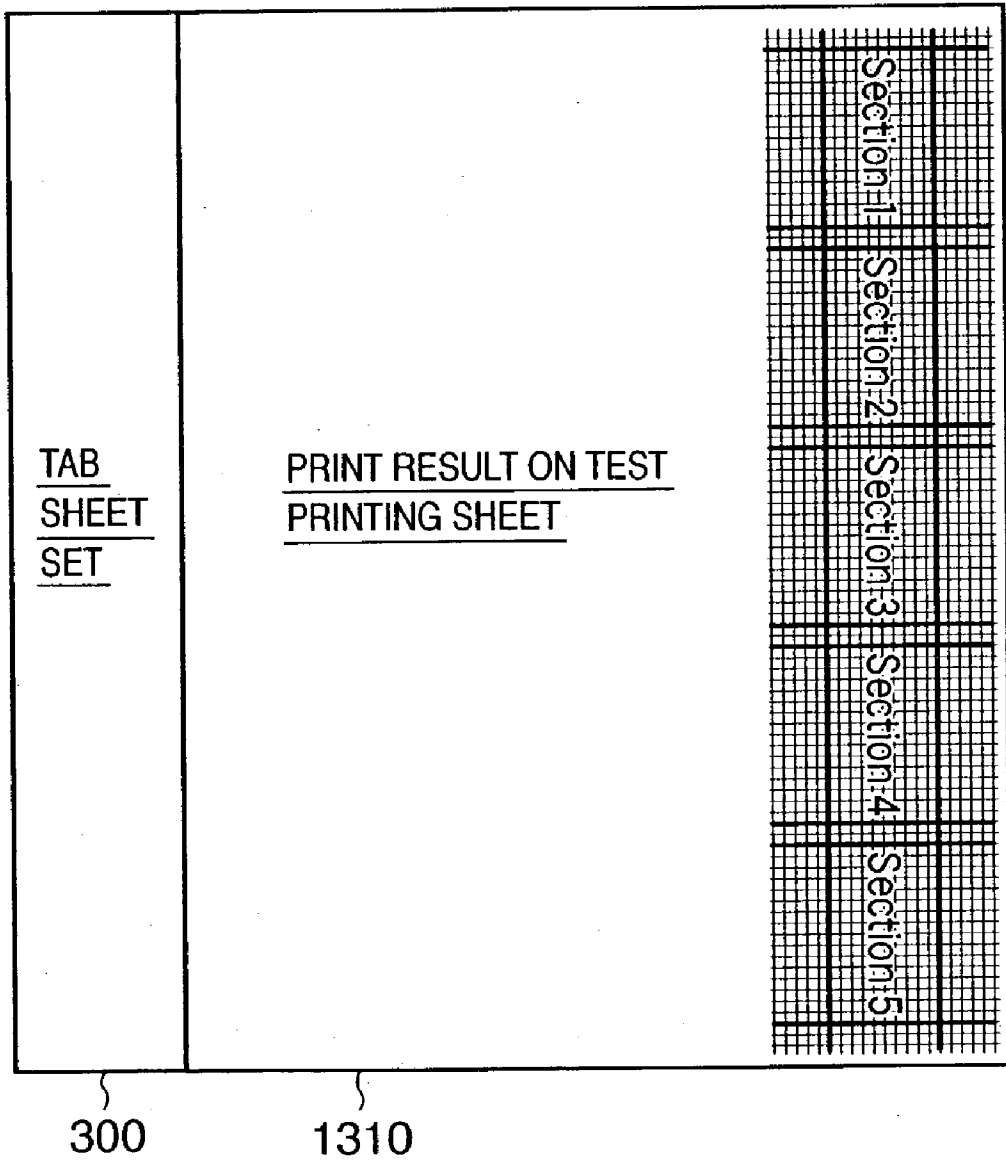 TAB
SHEET
SET
PRINT RESULT ON TEST
PRINTING SHEET
Section 1
Section 2
Section 3
Section 4
Section 5
300
1310